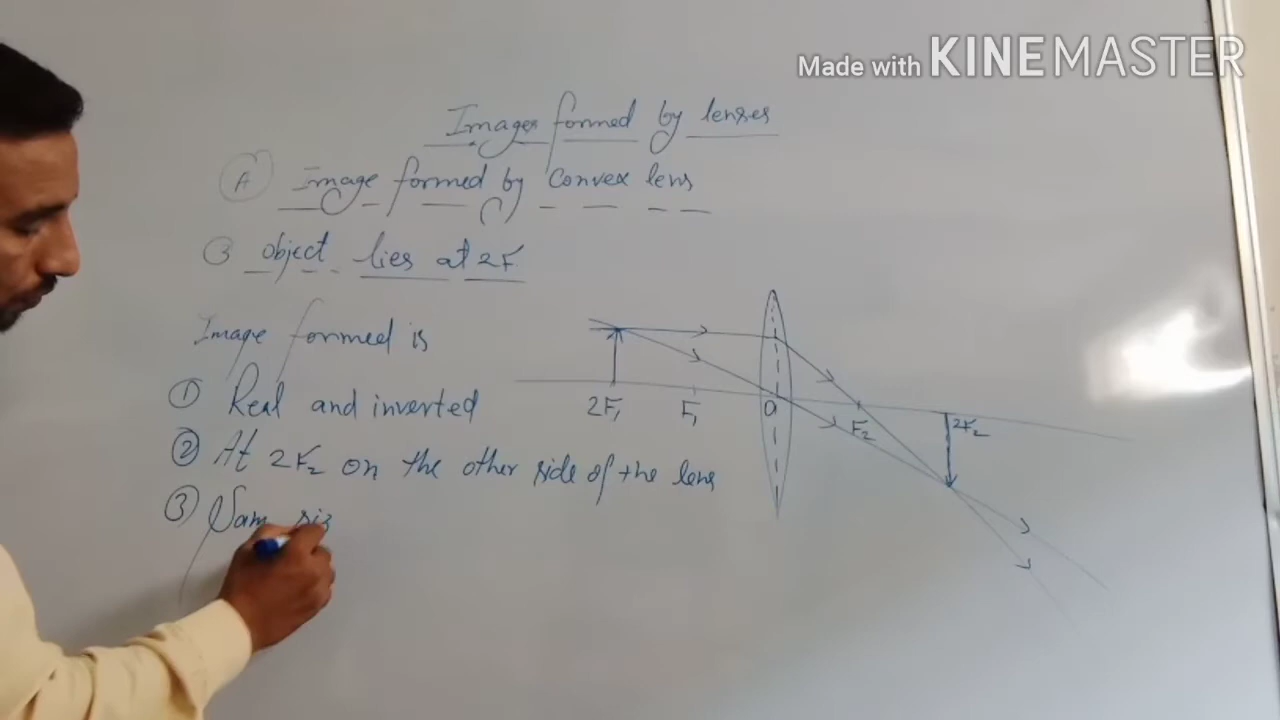 Made with KINEMASTER
Images formed by lenses
A Image formed by Convex lens
3 object lies at 2F
Image formed is
1 Real and inverted
2 At 2F₂ on the other side of the lens
3 Sam siz
2F₁ F₁ O F₂ 2F₂